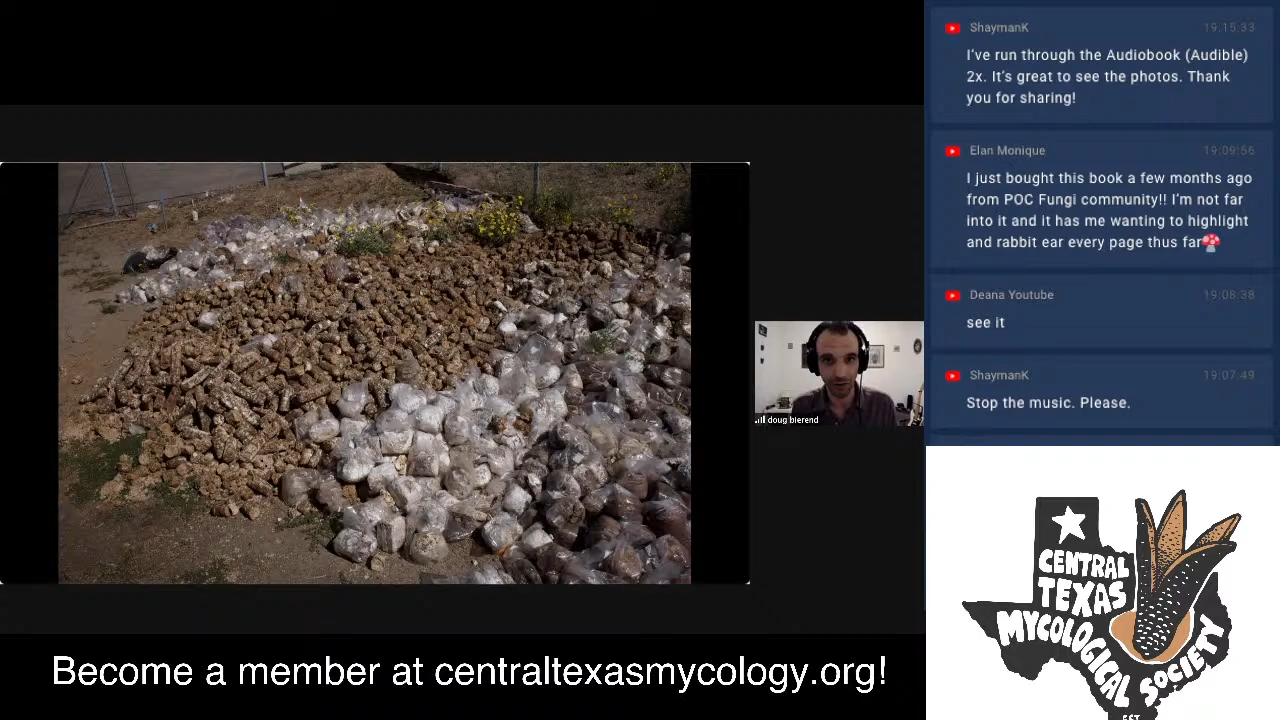 ShaymanK 19:15:33
I've run through the Audiobook (Audible)
2x. It's great to see the photos. Thank
you for sharing!
Elan Monique 19:09:56
I just bought this book a few months ago
from POC Fungi community!! I'm not far
into it and it has me wanting to highlight
and rabbit ear every page thus far🍄
Deana Youtube 19:08:38
see it
ShaymanK 19:07:49
Stop the music. Please.
doug bierend
CENTRAL
TEXAS
MYCOLOGICAL
SOCIETY
EST
Become a member at centraltexasmycology.org!